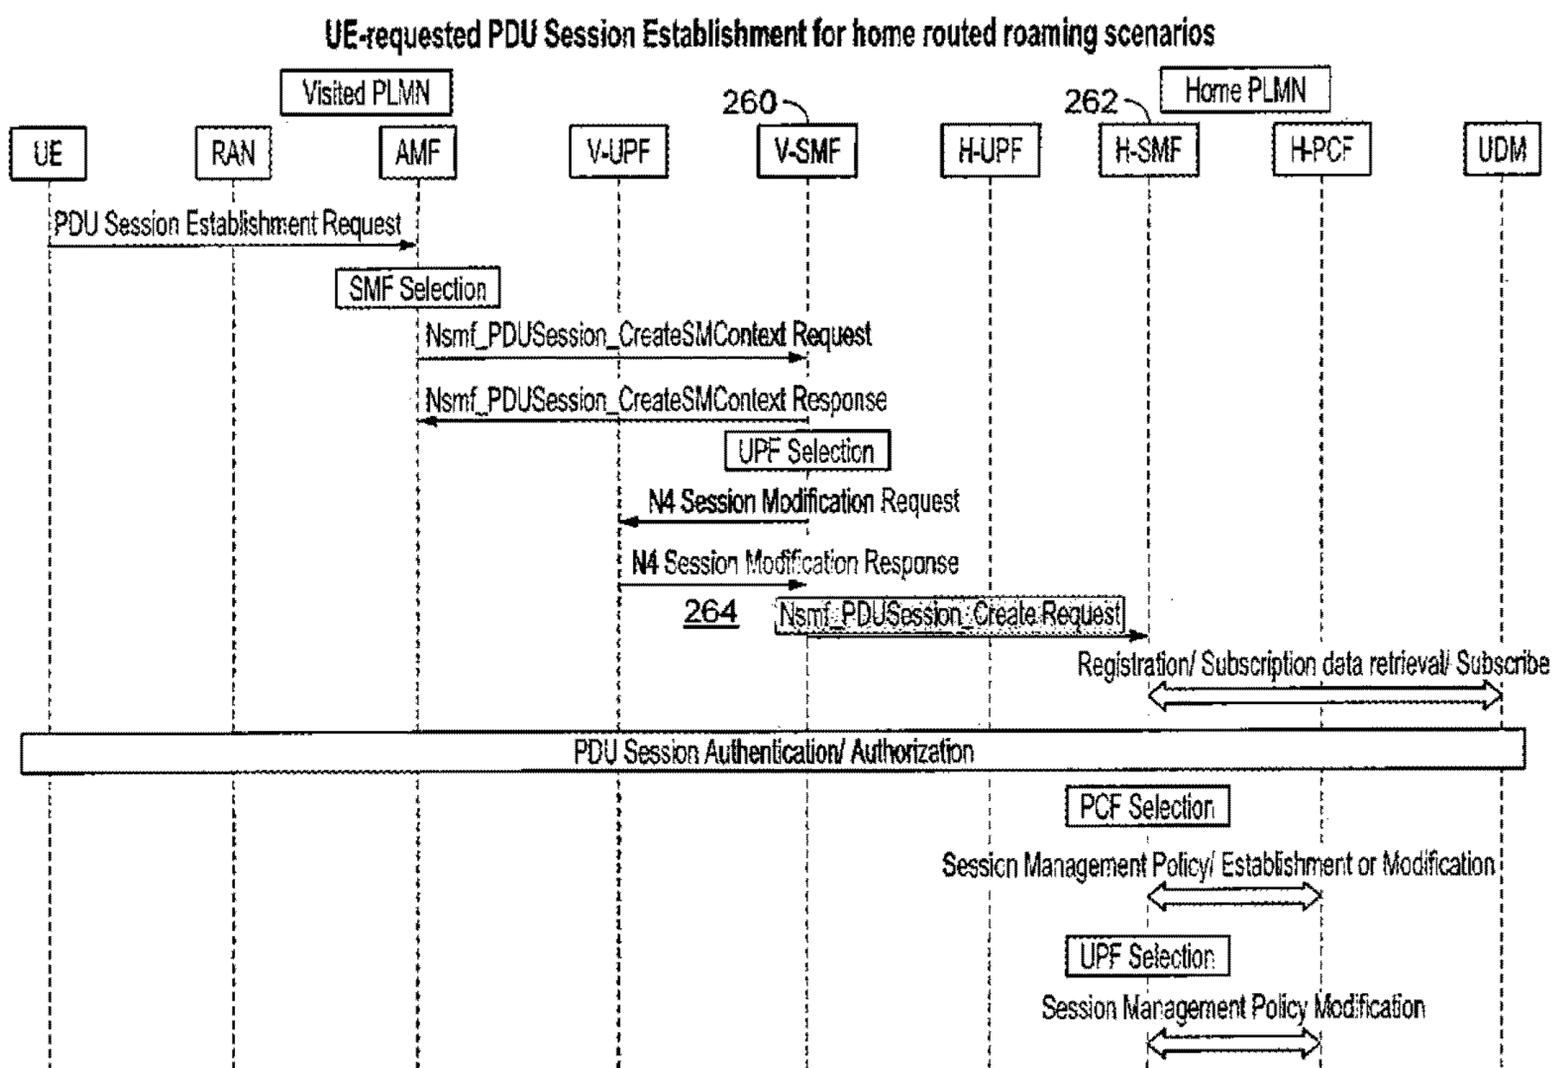 UE-requested PDU Session Establishment for home routed roaming scenarios
Visited PLMN
260
262
Home PLMN
UE
RAN
AMF
V-UPF
V-SMF
H-UPF
H-SMF
H-PCF
UDM
PDU Session Establishment Request
SMF Selection
Nsmf_PDUSession_CreateSMContext Request
Nsmf_PDUSession_CreateSMContext Response
UPF Selection
N4 Session Modification Request
N4 Session Modification Response
264
Nsmf_PDUSession_Create Request
Registration/ Subscription data retrieval/ Subscribe
PDU Session Authentication/ Authorization
PCF Selection
Session Management Policy/ Establishment or Modification
UPF Selection
Session Management Policy Modification